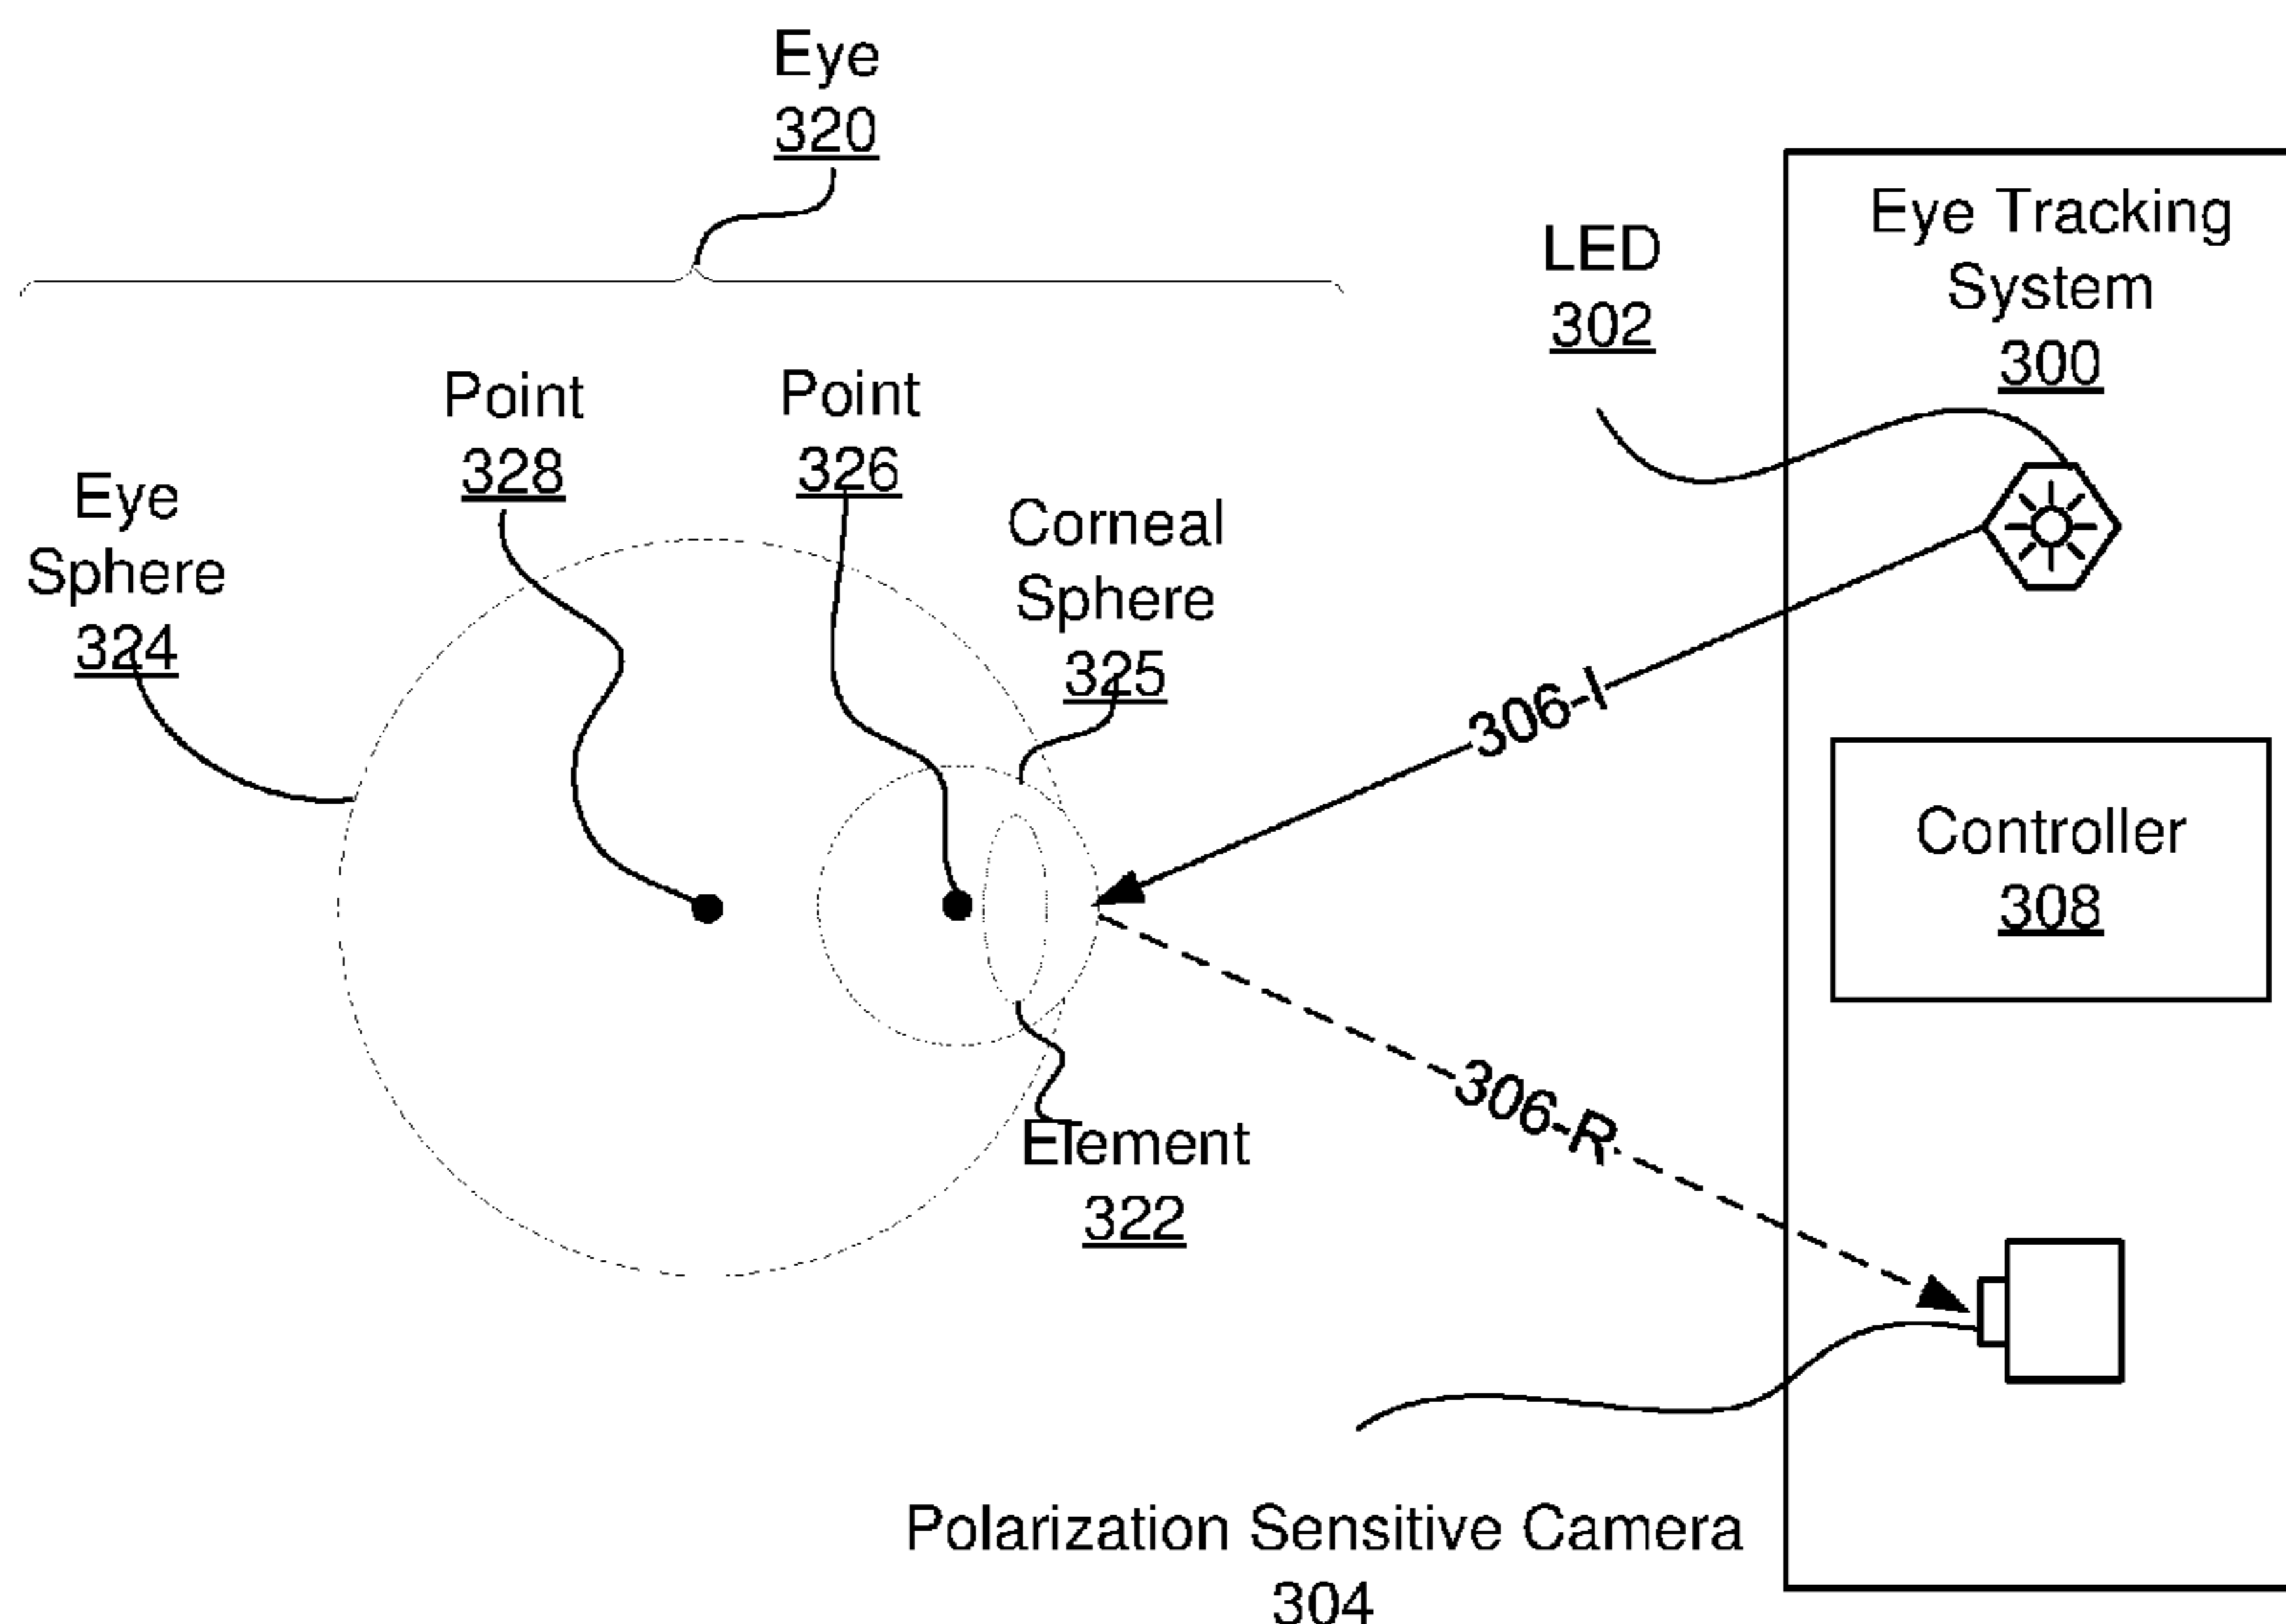 Eye
320
Eye Tracking
System
300
LED
302
Point
328
Point
326
Eye
Sphere
324
Corneal
Sphere
325
306-I
Controller
308
306-R
Element
322
Polarization Sensitive Camera
304